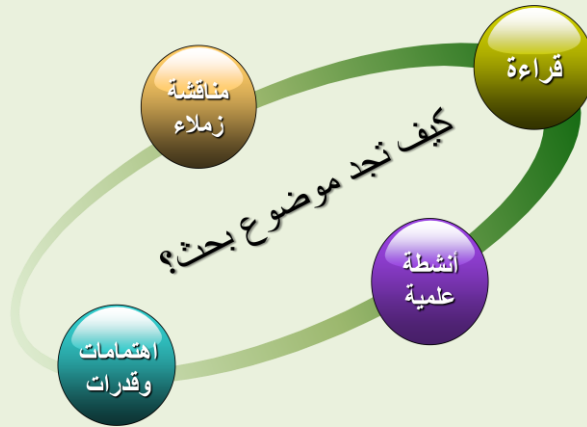 كيف تجد موضوع بحث؟
قراءة
مناقشة
زملاء
أنشطة
علمية
اهتمامات
وقدرات